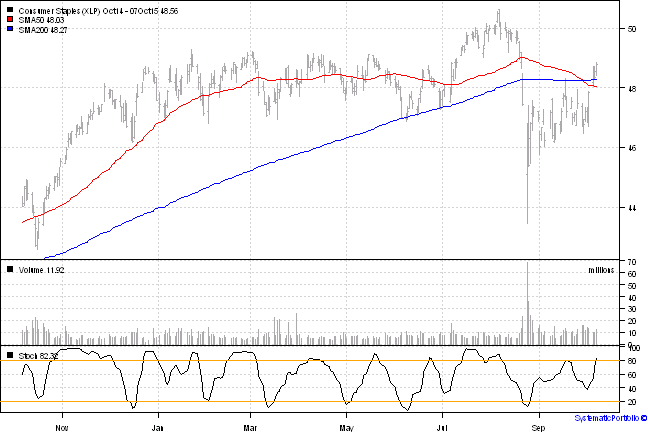 Consumer Staples (XLP) Oct14 - 07Oct15 48.56
SMA50 48.03
SMA200 48.27
50
48
46
44
Volume 11.92
millions
70
60
50
40
30
20
10
0
Stoch 82.32
100
80
60
40
20
Nov
Jan
Mar
May
Jul
Sep
SystematicPortfolio ©